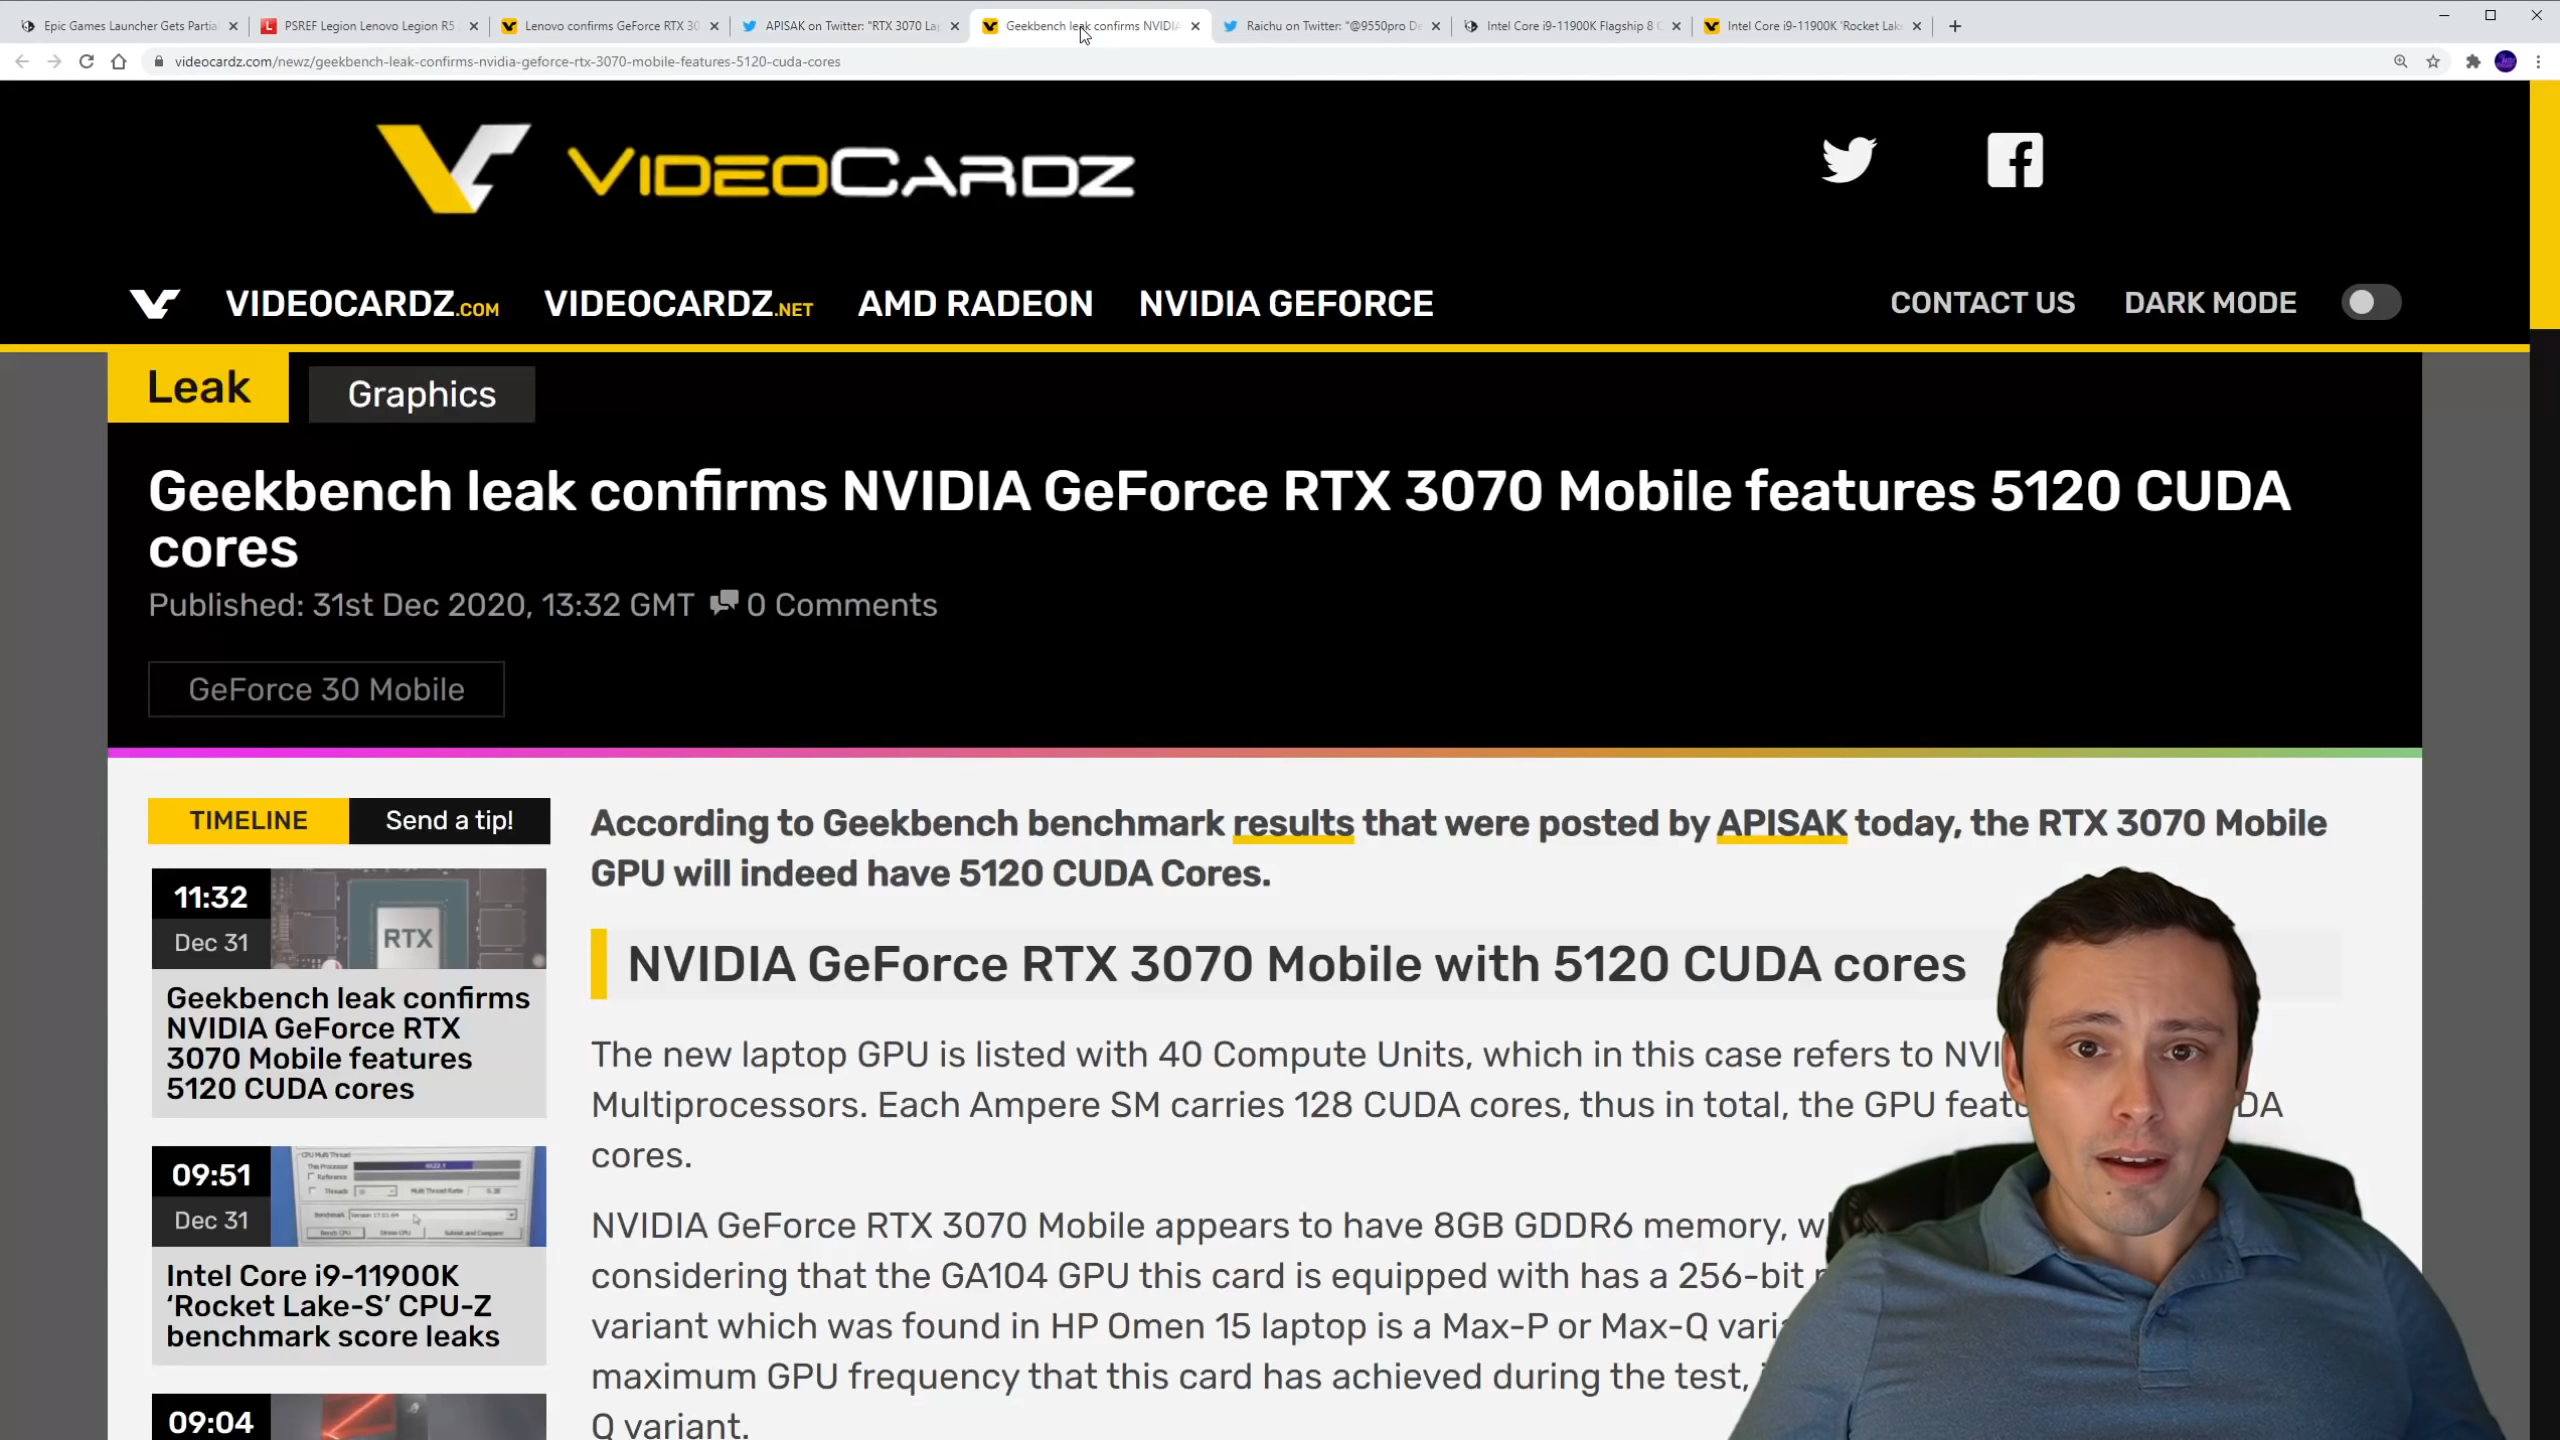 Epic Games Launcher Gets Partia
PSREF Legion Lenovo Legion R5
Lenovo confirms GeForce RTX 30
APISAK on Twitter: "RTX 3070 La
Geekbench leak confirms NVIDIA
Raichu on Twitter: "@9550pro De
Intel Core i9-11900K Flagship 8 C
Intel Core i9-11900K 'Rocket Lak
videocardz.com/newz/geekbench-leak-confirms-nvidia-geforce-rtx-3070-mobile-features-5120-cuda-cores
VIDEOCARDZ
VIDEOCARDZ.COM VIDEOCARDZ.NET AMD RADEON NVIDIA GEFORCE CONTACT US DARK MODE
Leak Graphics
Geekbench leak confirms NVIDIA GeForce RTX 3070 Mobile features 5120 CUDA
cores
Published: 31st Dec 2020, 13:32 GMT 0 Comments
GeForce 30 Mobile
TIMELINE Send a tip!
11:32
Dec 31
RTX
Geekbench leak confirms
NVIDIA GeForce RTX
3070 Mobile features
5120 CUDA cores
09:51
Dec 31
Intel Core i9-11900K
‘Rocket Lake-S’ CPU-Z
benchmark score leaks
09:04
According to Geekbench benchmark results that were posted by APISAK today, the RTX 3070 Mobile
GPU will indeed have 5120 CUDA Cores.
NVIDIA GeForce RTX 3070 Mobile with 5120 CUDA cores
The new laptop GPU is listed with 40 Compute Units, which in this case refers to NVI
Multiprocessors. Each Ampere SM carries 128 CUDA cores, thus in total, the GPU featu DA
cores.
NVIDIA GeForce RTX 3070 Mobile appears to have 8GB GDDR6 memory, w
considering that the GA104 GPU this card is equipped with has a 256-bit
variant which was found in HP Omen 15 laptop is a Max-P or Max-Q vari
maximum GPU frequency that this card has achieved during the test,
Q variant.